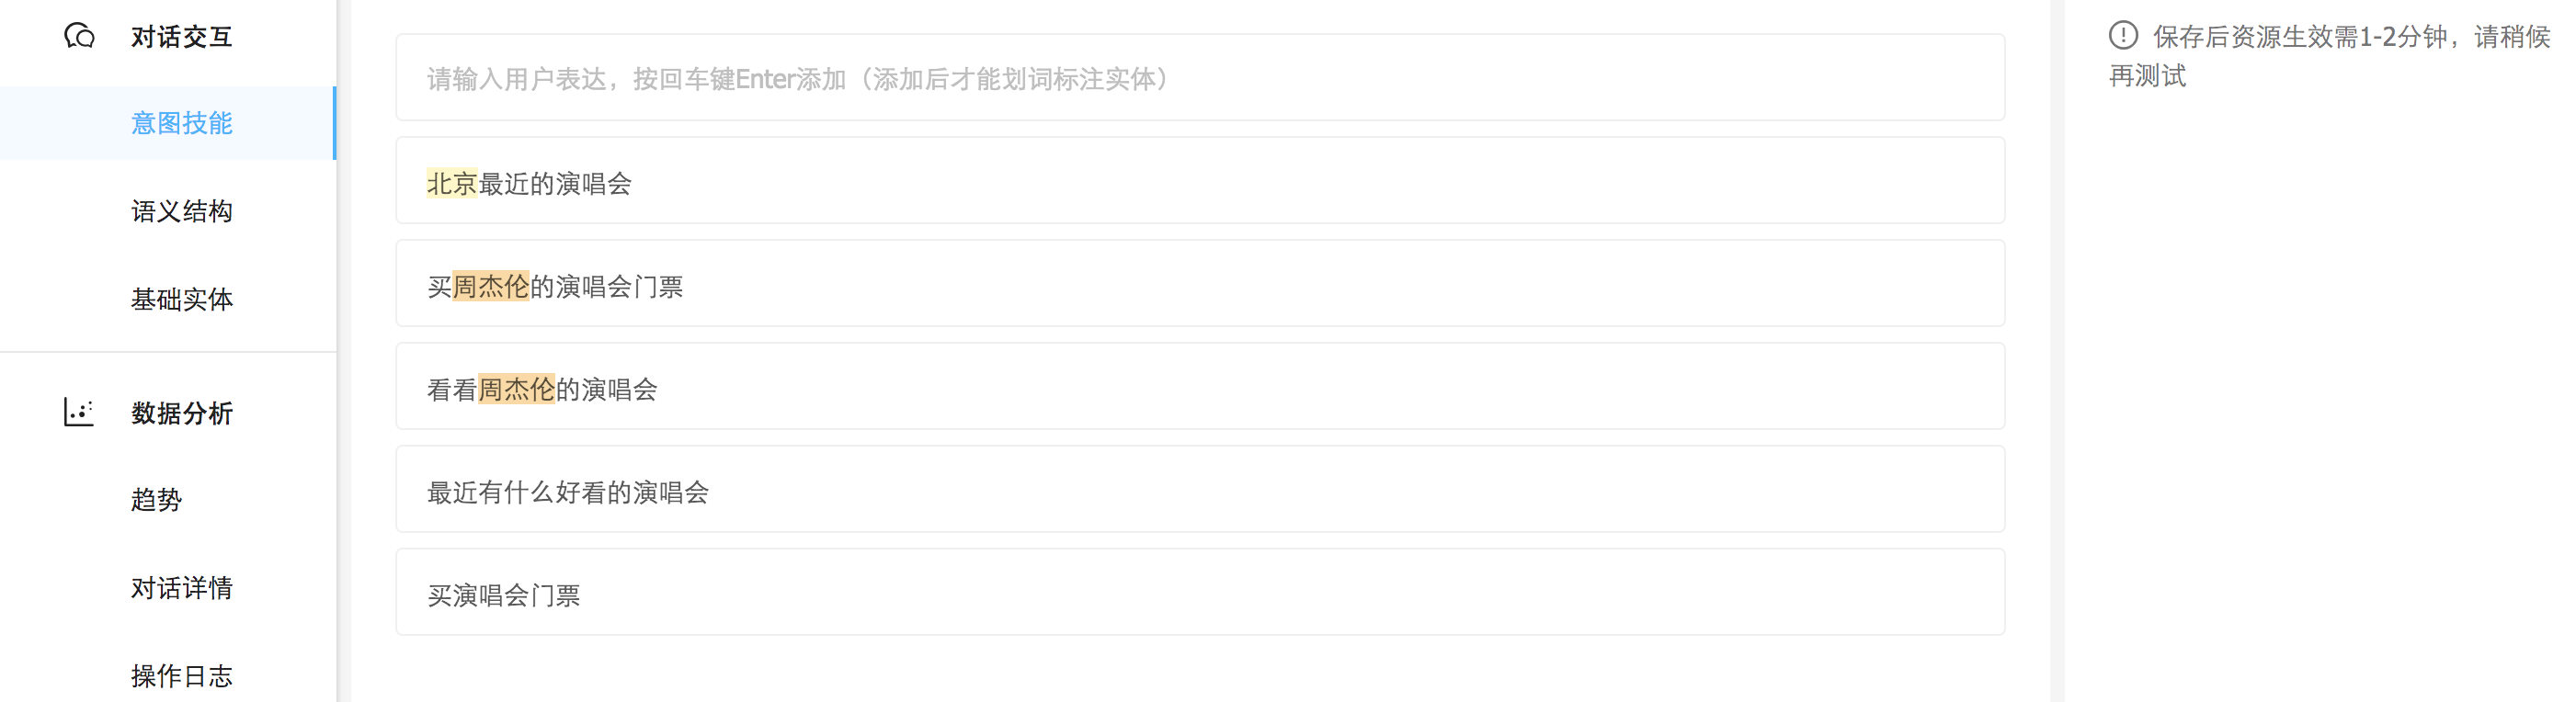 对话交互
意图技能
语义结构
基础实体
数据分析
趋势
对话详情
操作日志
请输入用户表达，按回车键Enter添加（添加后才能划词标注实体）
北京最近的演唱会
买周杰伦的演唱会门票
看看周杰伦的演唱会
最近有什么好看的演唱会
买演唱会门票
保存后资源生效需1-2分钟，请稍候
再测试